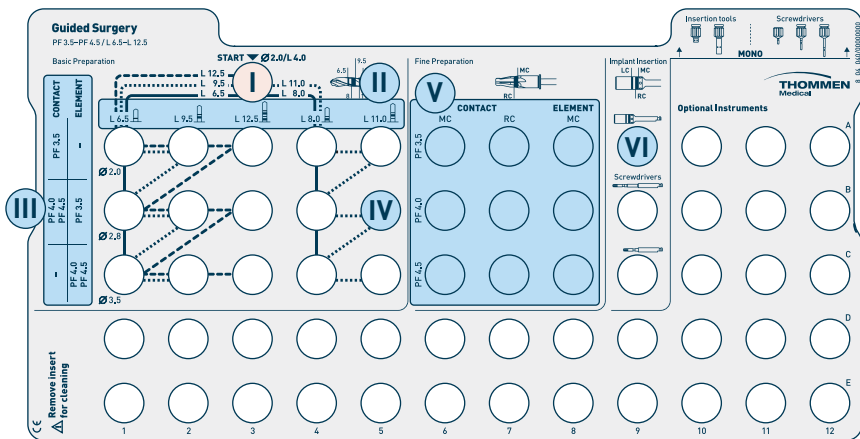 Guided Surgery
PF 3.5–PF 4.5 / L 6.5–L 12.5
Insertion tools
Screwdrivers
MONO
THOMMEN
Medical
Basic Preparation
START ▼ Ø 2.0/L 4.0
L 12.5
L 9.5
L 6.5
L 11.0
L 8.0
I
6.5
9.5
8
II
L 6.5
L 9.5
L 12.5
L 8.0
L 11.0
CONTACT
ELEMENT
PF 3.5
–
PF 4.0
PF 4.5
PF 3.5
–
PF 4.0
PF 4.5
III
Ø 2.0
Ø 2.8
Ø 3.5
IV
Fine Preparation
V
MC
RC
CONTACT
ELEMENT
MC
RC
MC
PF 3.5
PF 4.0
PF 4.5
Implant Insertion
LC
MC
RC
VI
Screwdrivers
Optional Instruments
A
B
C
D
E
CE
⚠ Remove insert
for cleaning
1
2
3
4
5
6
7
8
9
10
11
12